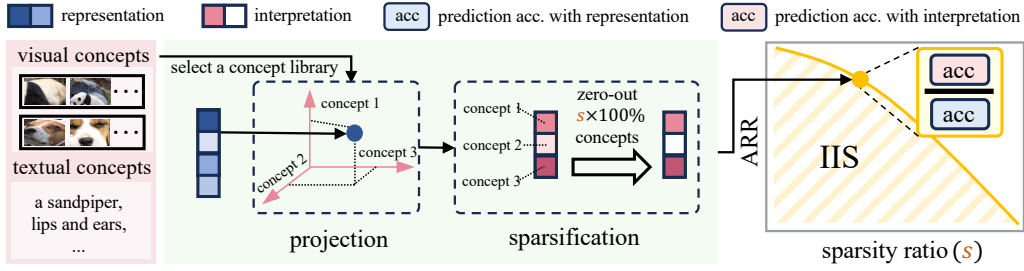 representation
interpretation
acc prediction acc. with representation
acc prediction acc. with interpretation
visual concepts
...
...
textual concepts
a sandpiper,
lips and ears,
...
select a concept library
concept 1
concept 3
concept 2
projection
concept 1
concept 2
concept 3
zero-out
s×100%
concepts
sparsification
ARR
IIS
acc
acc
sparsity ratio (s)